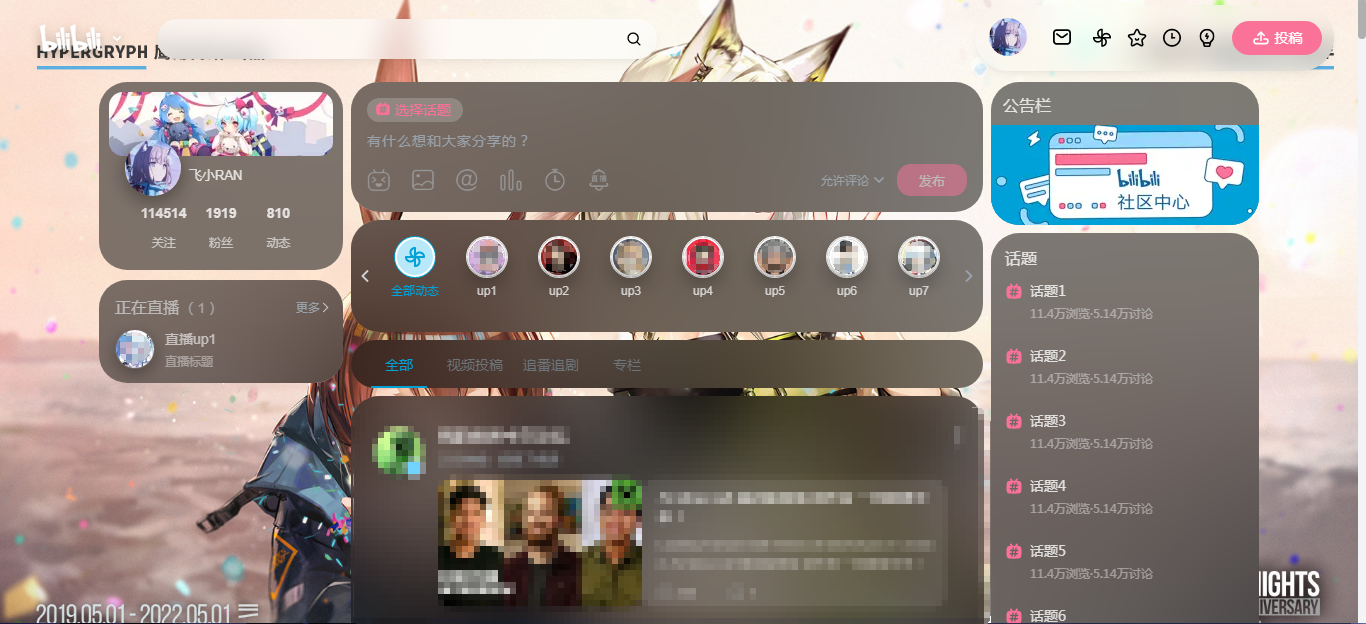 bilibili
HYPERGRYPH
投稿
飞小RAN
114514 1919 810
关注 粉丝 动态
正在直播（1） 更多
直播up1
直播标题
选择话题
有什么想和大家分享的？
直播
允许评论 发布
全部动态 up1 up2 up3 up4 up5 up6 up7
全部 视频投稿 追番追剧 专栏
公告栏
bilibili
社区中心
话题
话题1
11.4万浏览·5.14万讨论
话题2
11.4万浏览·5.14万讨论
话题3
11.4万浏览·5.14万讨论
话题4
11.4万浏览·5.14万讨论
话题5
11.4万浏览·5.14万讨论
话题6
2019.05.01 - 2022.05.01